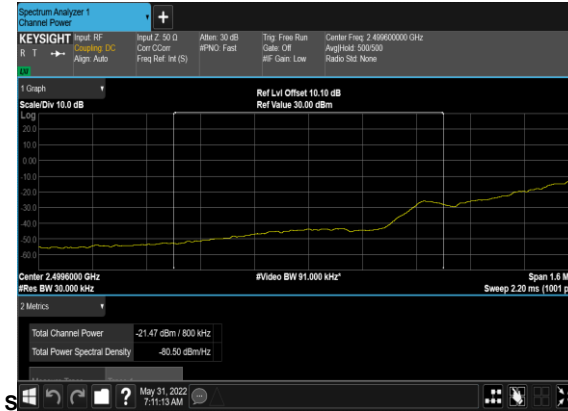 Spectrum Analyzer 1
Channel Power
KEYSIGHT
R T
LV
Input: RF
Coupling: DC
Align: Auto
Input Z: 50 Ω
Corr CCorr
Freq Ref: Int (S)
Atten: 30 dB
#PNO: Fast
Trig: Free Run
Gate: Off
#IF Gain: Low
Center Freq: 2.499600000 GHz
Avg|Hold: 500/500
Radio Std: None
1 Graph
Scale/Div 10.0 dB
Ref Lvl Offset 10.10 dB
Ref Value 30.00 dBm
Log
20.0
10.0
0.00
-10.0
-20.0
-30.0
-40.0
-50.0
-60.0
Center 2.4996000 GHz
#Res BW 30.000 kHz
#Video BW 91.000 kHz*
Span 1.6 M
Sweep 2.20 ms (1001 p
2 Metrics
Total Channel Power -21.47 dBm / 800 kHz
Total Power Spectral Density -80.50 dBm/Hz
S
?
May 31, 2022
7:11:13 AM